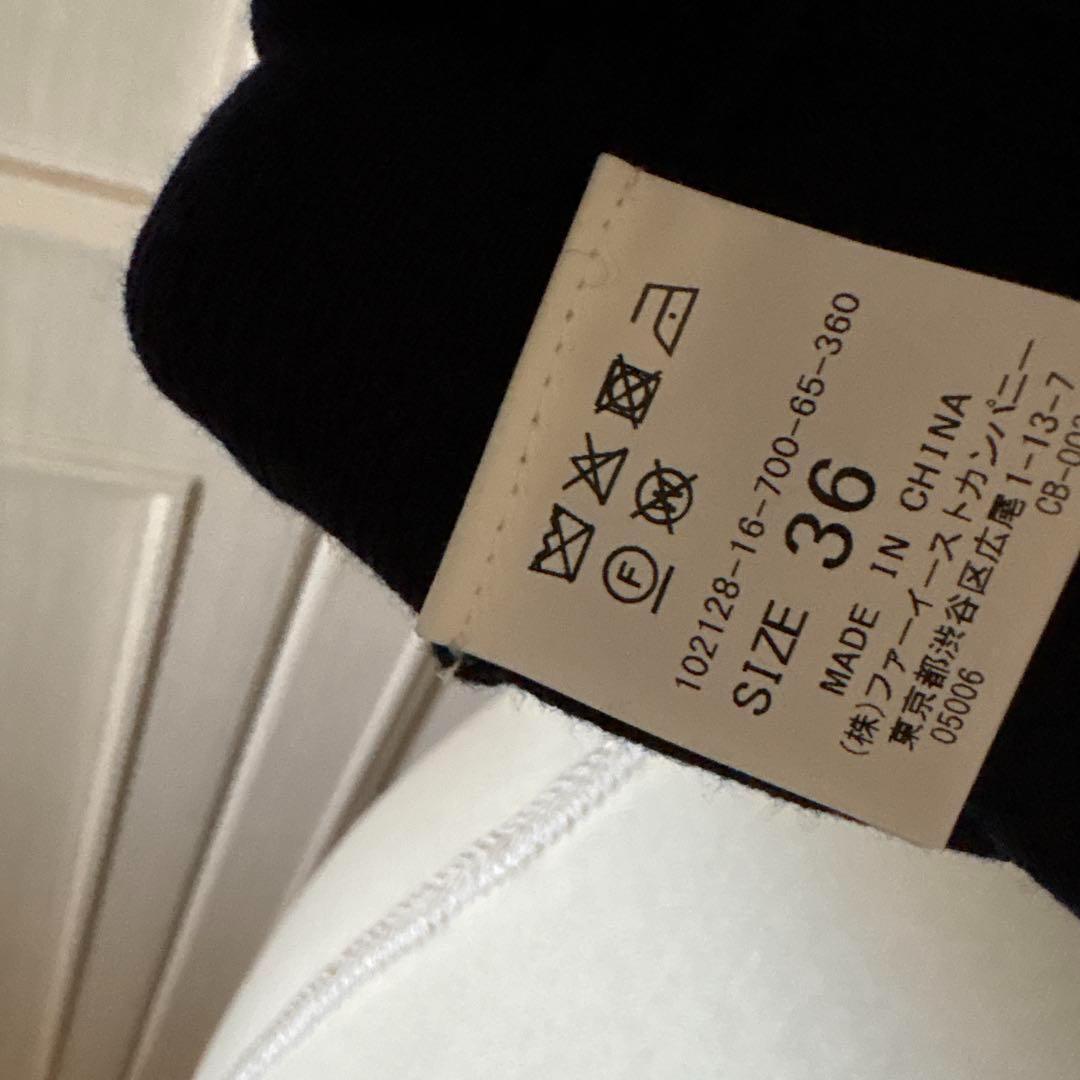 F W
102128-16-700-65-360
SIZE 36
MADE IN CHINA
(株)ファーイーストカンパニー
東京都渋谷区広尾1-13-7
05006